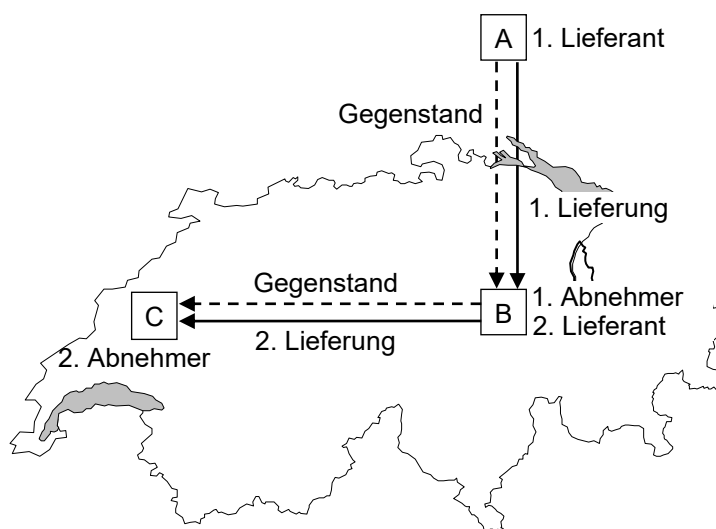 A
1. Lieferant
Gegenstand
1. Lieferung
Gegenstand
C
B
1. Abnehmer
2. Lieferant
2. Lieferung
2. Abnehmer